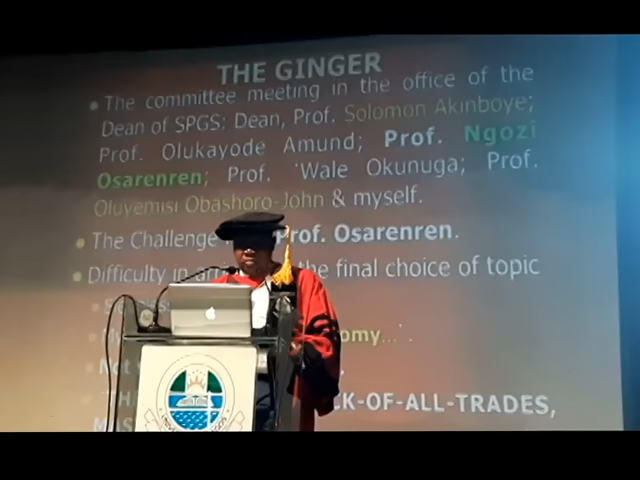 THE GINGER
The committee meeting in the office of the
Dean of SPGS: Dean, Prof. Solomon Akinboye;
Prof. Olukayode Amund; Prof. Ngozi
Osarenren; Prof. 'Wale Okunuga; Prof.
Oluyemisi Obashoro-John & myself.
The Challenge Prof. Osarenren.
Difficulty in the final choice of topic
Not
CK-OF-ALL-TRADES,